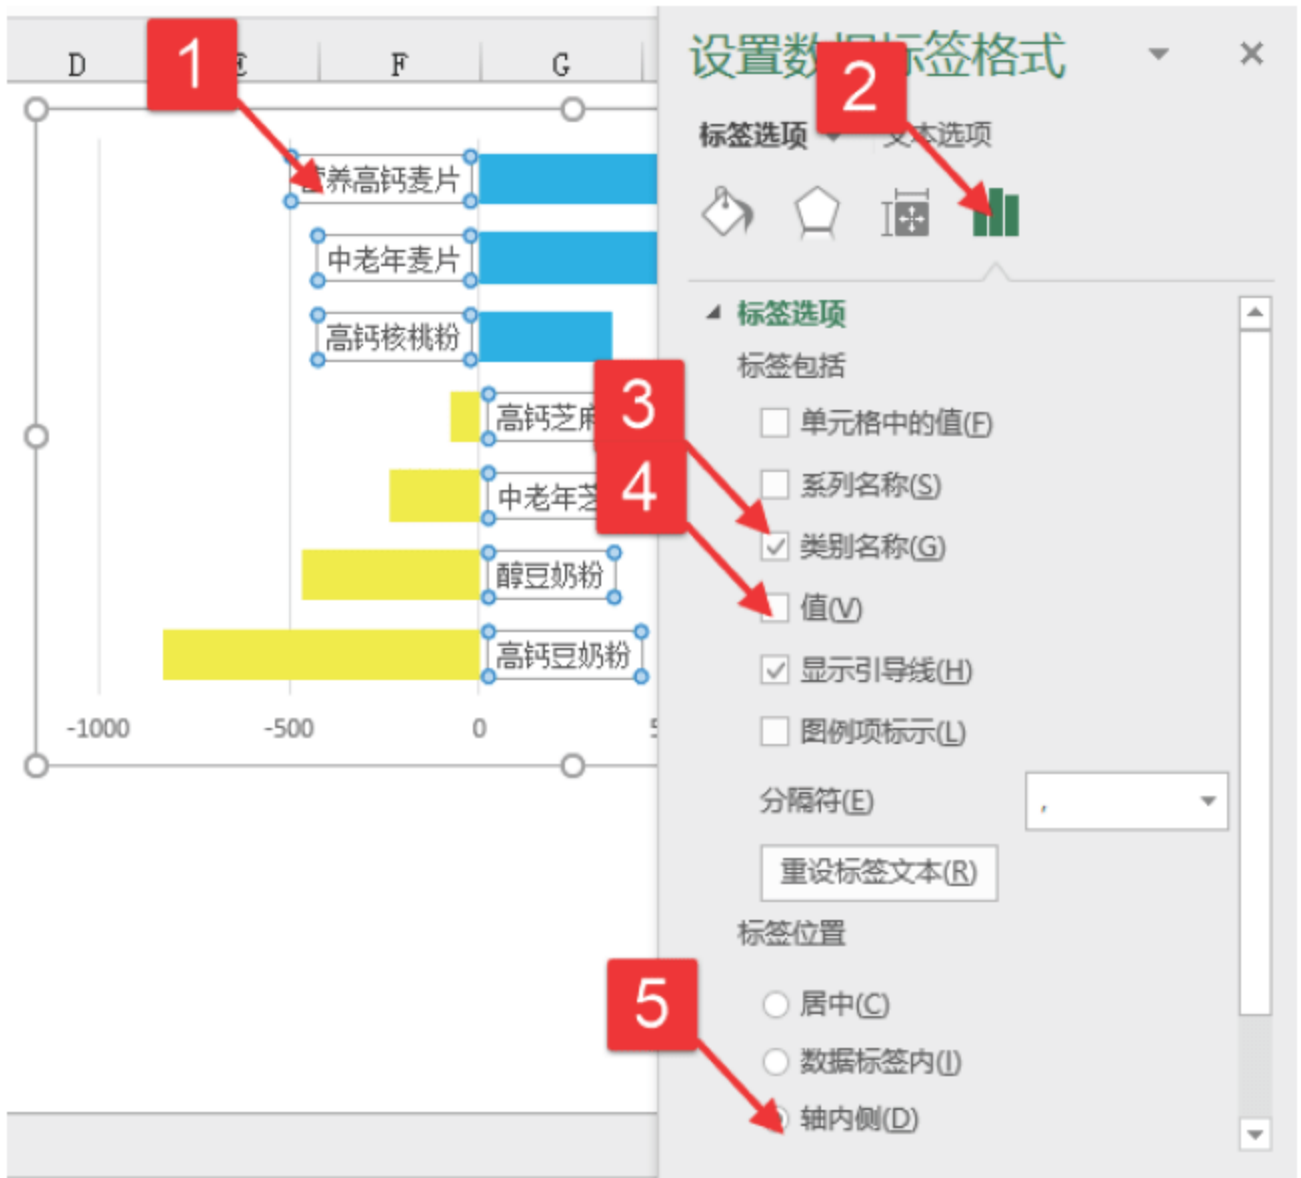 D
E
F
G
1
营养高钙麦片
中老年麦片
高钙核桃粉
高钙芝麻
中老年芝
醇豆奶粉
高钙豆奶粉
-1000
-500
0
5
设置数据标签格式
2
标签选项
文本选项
标签选项
标签包括
3
单元格中的值(F)
4
系列名称(S)
类别名称(G)
值(V)
显示引导线(H)
图例项标示(L)
分隔符(E)
,
重设标签文本(R)
标签位置
5
居中(C)
数据标签内(I)
轴内侧(D)